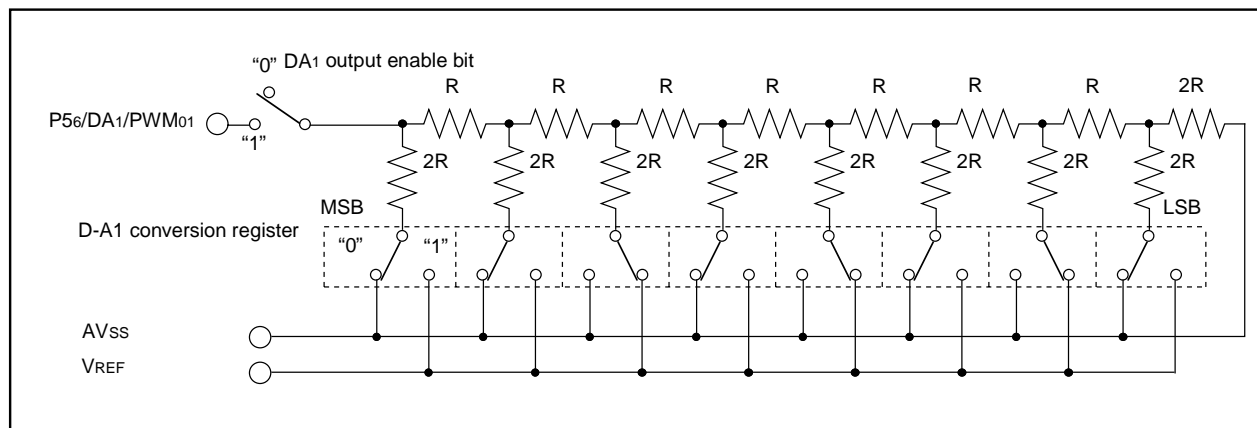 “0” DA1 output enable bit
R R R R R R R 2R
P56/DA1/PWM01
“1”
2R 2R 2R 2R 2R 2R 2R 2R
MSB LSB
D-A1 conversion register
“0” “1”
AVSS
VREF